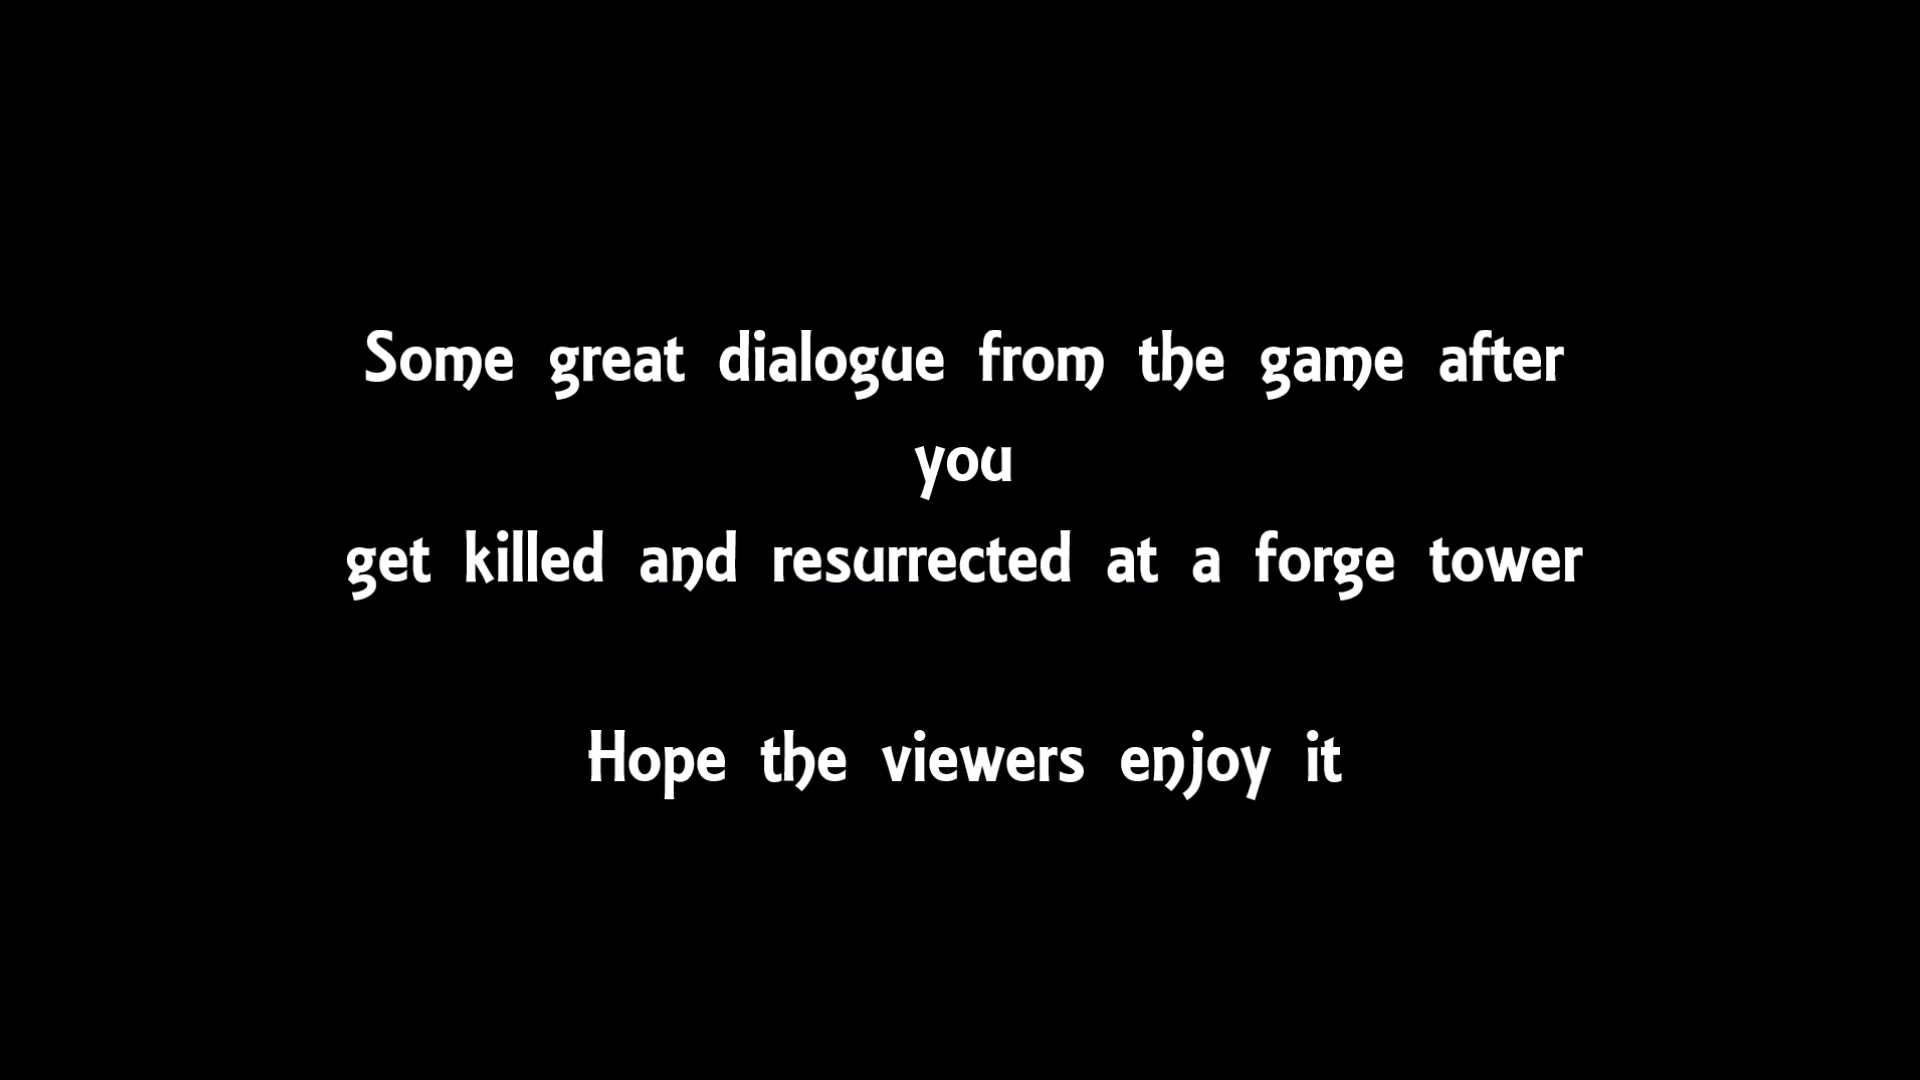 Some great dialogue from the game after
you
get killed and resurrected at a forge tower
Hope the viewers enjoy it